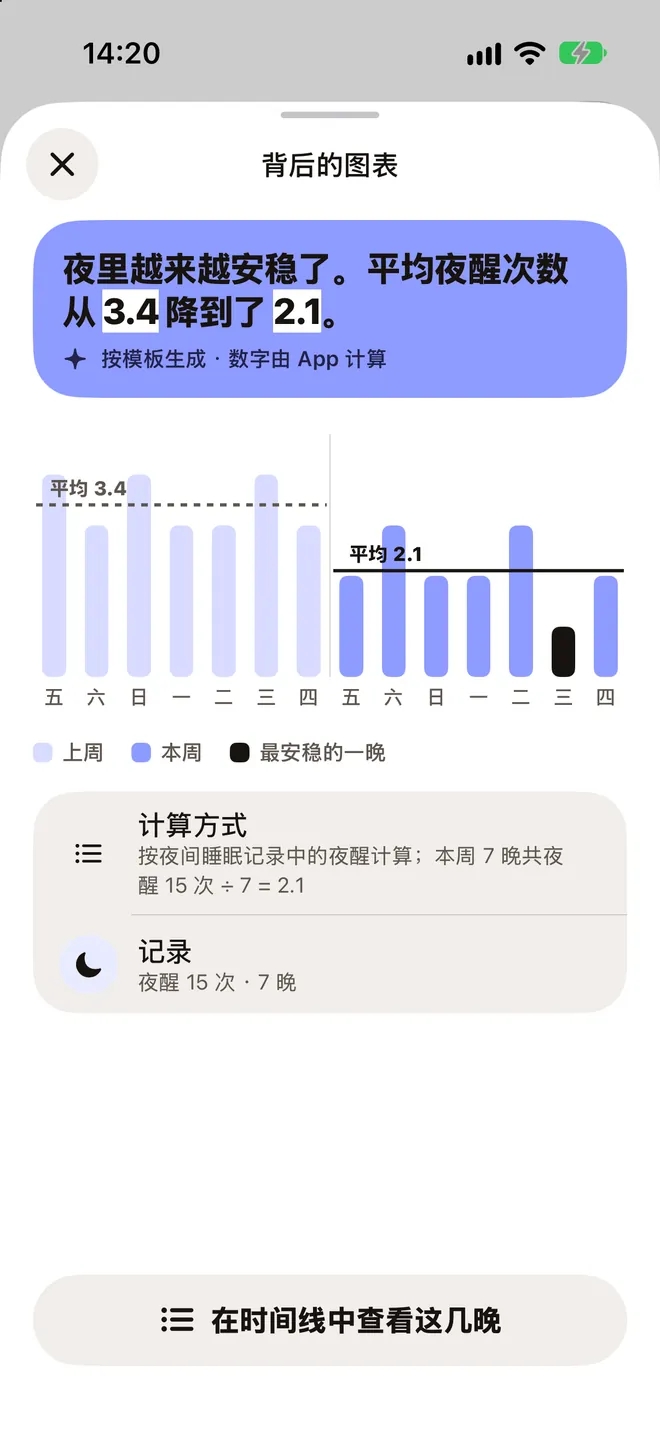 14:20
背后的图表
夜里越来越安稳了。平均夜醒次数
从 3.4 降到了 2.1。
按模板生成 · 数字由 App 计算
平均 3.4
平均 2.1
五 六 日 一 二 三 四 五 六 日 一 二 三 四
上周 本周 最安稳的一晚
计算方式
按夜间睡眠记录中的夜醒计算；本周 7 晚共夜
醒 15 次 ÷ 7 = 2.1
记录
夜醒 15 次 · 7 晚
在时间线中查看这几晚